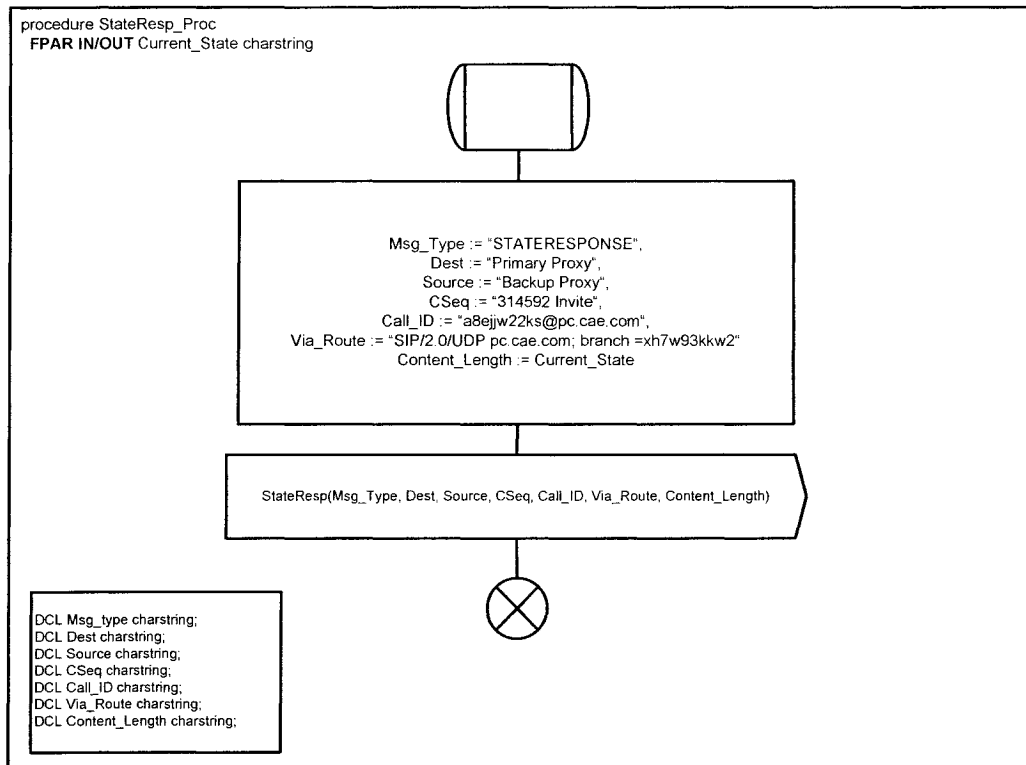 procedure StateResp_Proc
FPAR IN/OUT Current_State charstring
Msg_Type := "STATERESPONSE",
Dest := "Primary Proxy",
Source := "Backup Proxy",
CSeq := "314592 Invite",
Call_ID := "a8ejjw22ks@pc.cae.com",
Via_Route := "SIP/2.0/UDP pc.cae.com; branch =xh7w93kkw2"
Content_Length := Current_State
StateResp(Msg_Type, Dest, Source, CSeq, Call_ID, Via_Route, Content_Length)
DCL Msg_type charstring;
DCL Dest charstring;
DCL Source charstring;
DCL CSeq charstring;
DCL Call_ID charstring;
DCL Via_Route charstring;
DCL Content_Length charstring;